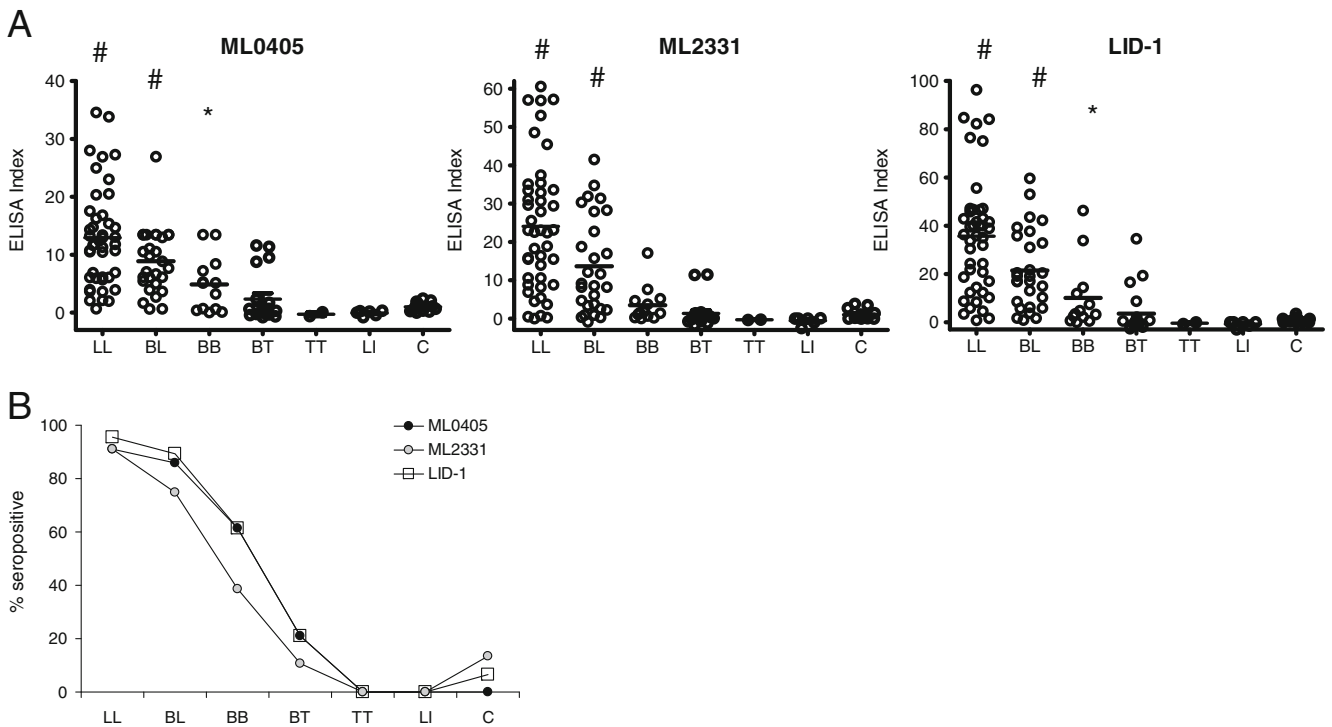 A
ML0405
ML2331
LID-1
# # *
# #
# # *
ELISA Index
40
30
20
10
0
LL BL BB BT TT LI C
ELISA Index
60
50
40
30
20
10
0
LL BL BB BT TT LI C
ELISA Index
100
80
60
40
20
0
LL BL BB BT TT LI C
B
% seropositive
100
80
60
40
20
0
LL BL BB BT TT LI C
ML0405
ML2331
LID-1